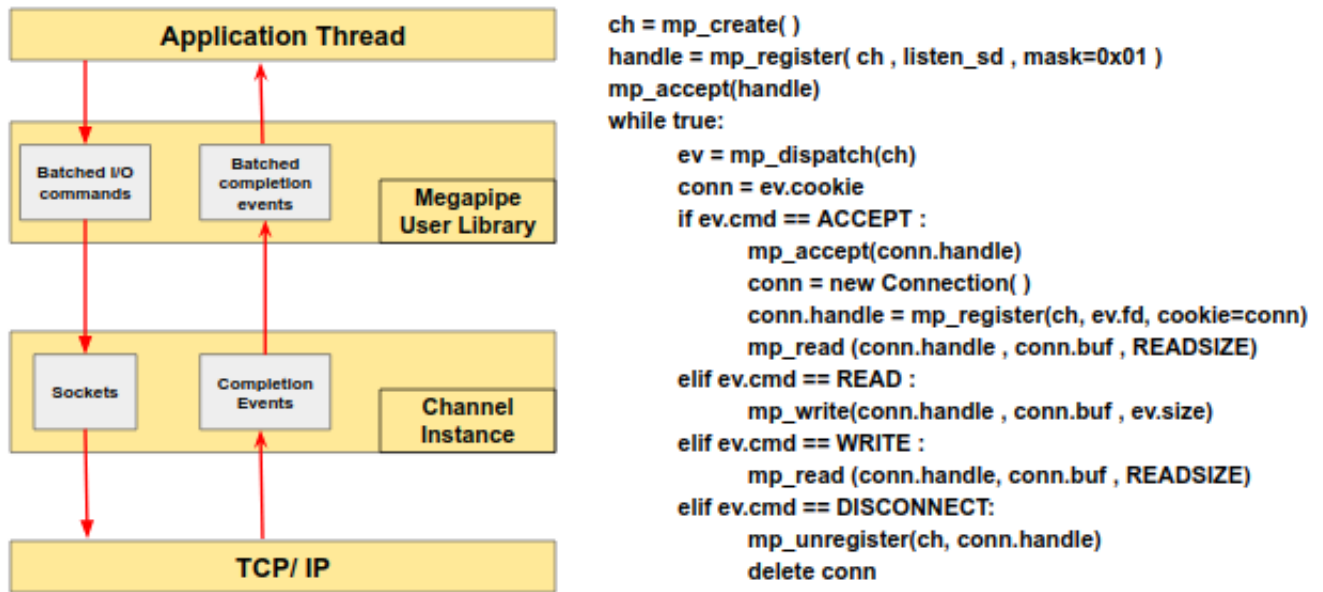 Application Thread
Batched I/O
commands
Batched
completion
events
Megapipe
User Library
Sockets
Completion
Events
Channel
Instance
TCP/ IP
ch = mp_create( )
handle = mp_register( ch , listen_sd , mask=0x01 )
mp_accept(handle)
while true:
ev = mp_dispatch(ch)
conn = ev.cookie
if ev.cmd == ACCEPT :
mp_accept(conn.handle)
conn = new Connection( )
conn.handle = mp_register(ch, ev.fd, cookie=conn)
mp_read (conn.handle , conn.buf , READSIZE)
elif ev.cmd == READ :
mp_write(conn.handle , conn.buf , ev.size)
elif ev.cmd == WRITE :
mp_read (conn.handle, conn.buf , READSIZE)
elif ev.cmd == DISCONNECT:
mp_unregister(ch, conn.handle)
delete conn